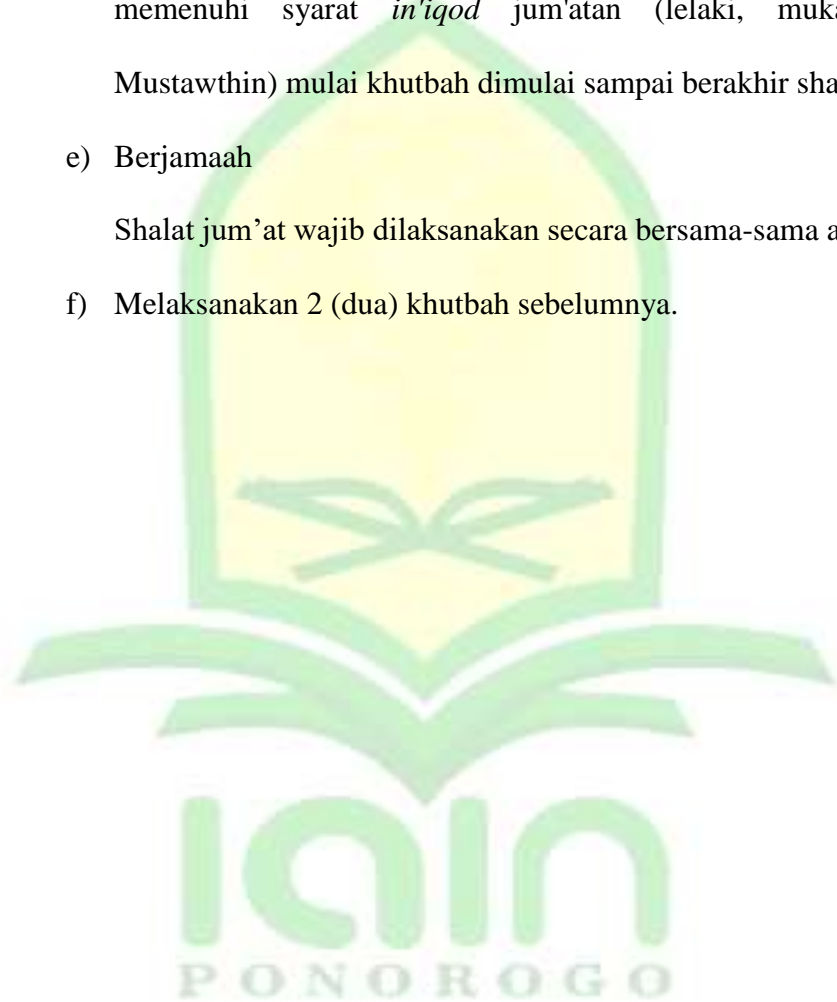 memenuhi syarat in'iqod jum'atan (lelaki,
Mustawthin) mulai khutbah dimulai sampai berakhir
e) Berjamaah
Shalat jum’at wajib dilaksanakan secara bersama-sama
f) Melaksanakan 2 (dua) khutbah sebelumnya.
iain
PONOROGO